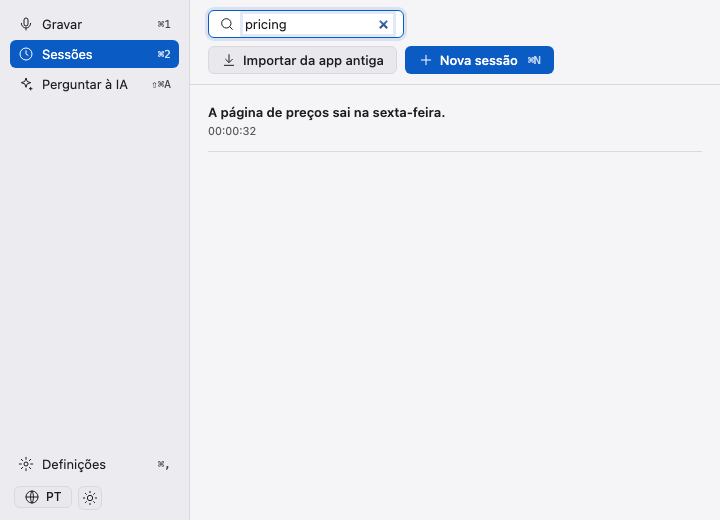 Gravar ⌘1
Sessões ⌘2
Perguntar à IA ⇧⌘A
Definições ⌘,
PT
pricing
Importar da app antiga
Nova sessão ⌘N
A página de preços sai na sexta-feira.
00:00:32